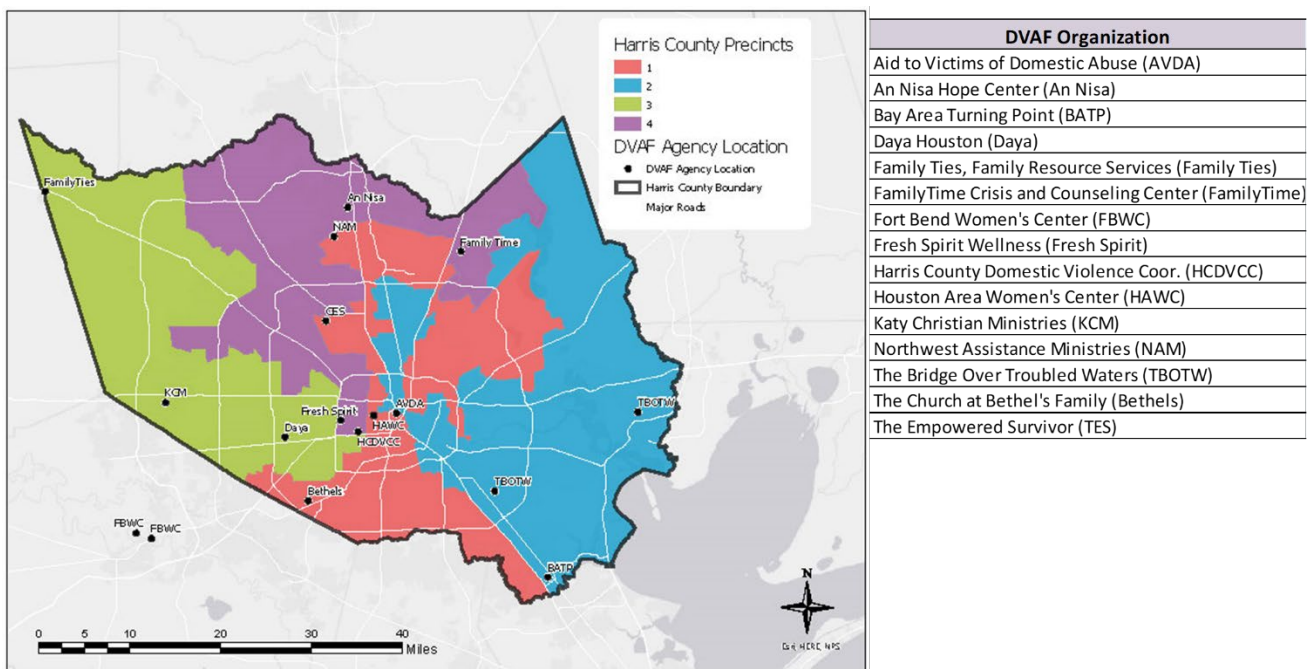 Harris County Precincts
1
2
3
4
DVAF Agency Location
DVAF Agency Location
Harris County Boundary
Major Roads
FamilyTies
An Nisa
NAM
Family Time
KCM
Fresh Spirit
AVDA
HAWC
Daya
HCDVCC
TBOTW
Bethels
TBOTW
FBWC
FBWC
BATP
N
0 5 10 20 30 40
Miles
DVAF Organization
Aid to Victims of Domestic Abuse (AVDA)
An Nisa Hope Center (An Nisa)
Bay Area Turning Point (BATP)
Daya Houston (Daya)
Family Ties, Family Resource Services (Family Ties)
FamilyTime Crisis and Counseling Center (FamilyTime)
Fort Bend Women's Center (FBWC)
Fresh Spirit Wellness (Fresh Spirit)
Harris County Domestic Violence Coor. (HCDVCC)
Houston Area Women's Center (HAWC)
Katy Christian Ministries (KCM)
Northwest Assistance Ministries (NAM)
The Bridge Over Troubled Waters (TBOTW)
The Church at Bethel's Family (Bethels)
The Empowered Survivor (TES)